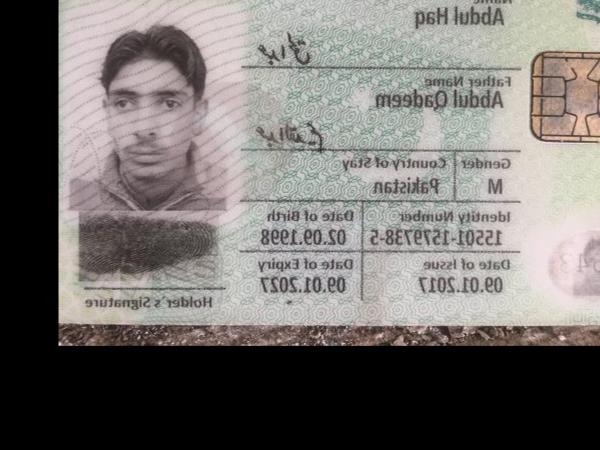 Name
Abdul Haq
عبدالحق
Father Name
Abdul Qadeem
Gender
Country of Stay
M
Pakistan
Identity Number
Date of Birth
15501-1579738-5
02.09.1998
Date of Issue
Date of Expiry
09.01.2017
09.01.2027
Holder's Signature